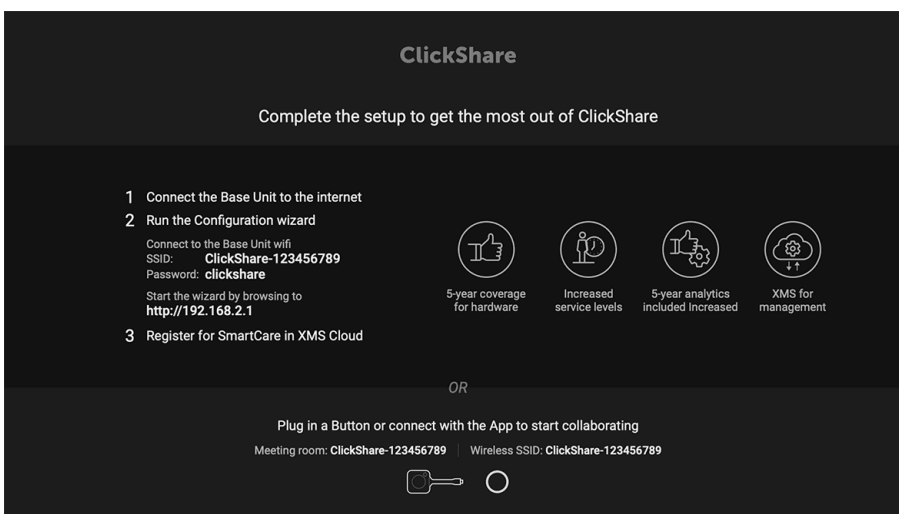 ClickShare
Complete the setup to get the most out of ClickShare
1 Connect the Base Unit to the internet
2 Run the Configuration wizard
Connect to the Base Unit wifi
SSID: ClickShare-123456789
Password: clickshare
Start the wizard by browsing to
http://192.168.2.1
3 Register for SmartCare in XMS Cloud
5-year coverage
for hardware
Increased
service levels
5-year analytics
included Increased
XMS for
management
OR
Plug in a Button or connect with the App to start collaborating
Meeting room: ClickShare-123456789 | Wireless SSID: ClickShare-123456789